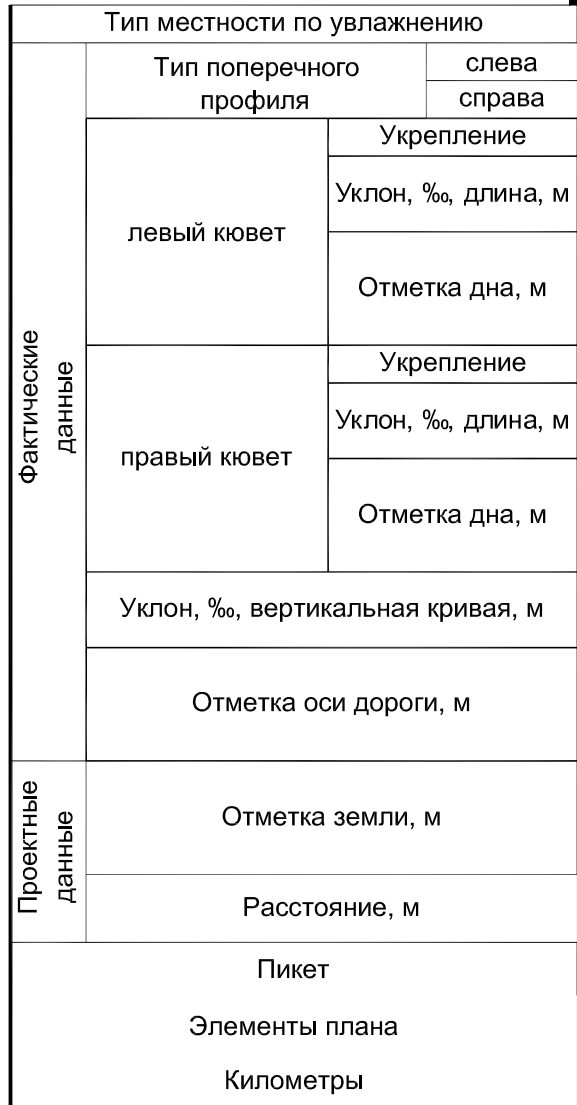 Тип местности по увлажнению
Фактические
данные
Тип поперечного
профиля
слева
справа
левый кювет
Укрепление
Уклон, ‰, длина, м
Отметка дна, м
правый кювет
Укрепление
Уклон, ‰, длина, м
Отметка дна, м
Уклон, ‰, вертикальная кривая, м
Отметка оси дороги, м
Проектные
данные
Отметка земли, м
Расстояние, м
Пикет
Элементы плана
Километры